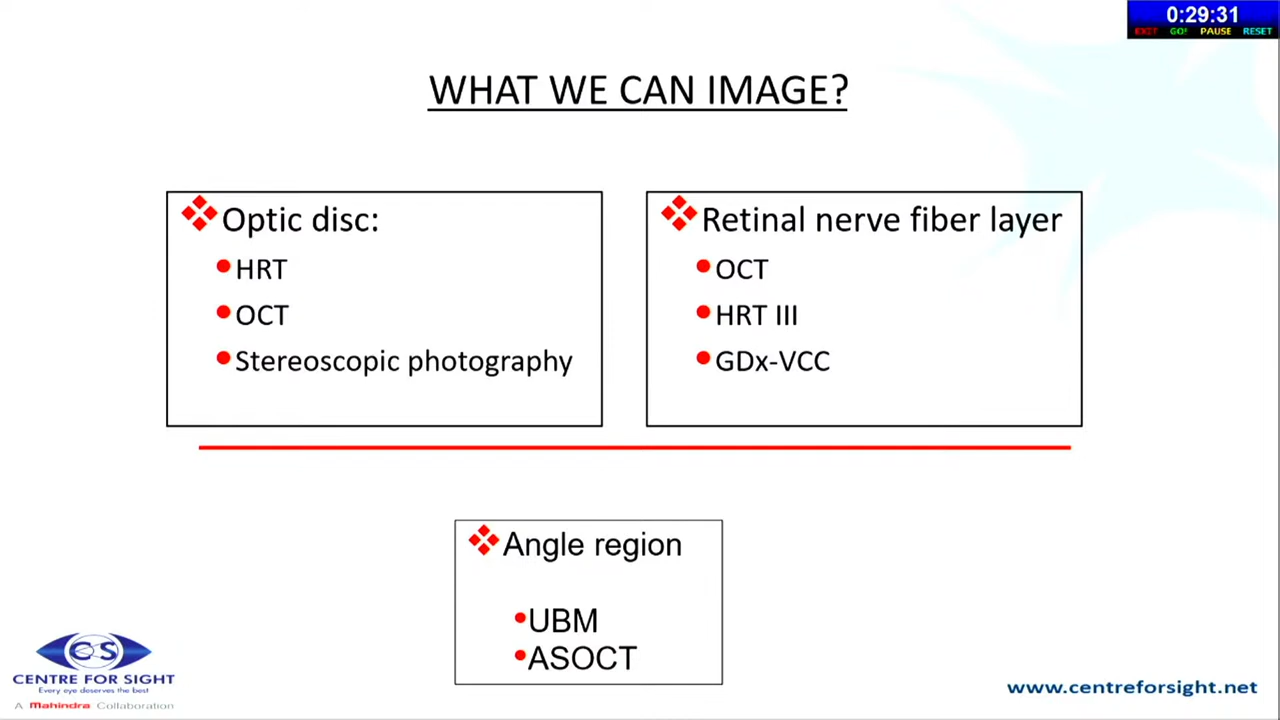 0:29:31
EXIT GO! PAUSE RESET
WHAT WE CAN IMAGE?
Optic disc:
HRT
OCT
Stereoscopic photography
Retinal nerve fiber layer
OCT
HRT III
GDx-VCC
Angle region
UBM
ASOCT
CFS
CENTRE FOR SIGHT
Every eye deserves the best
A Mahindra Collaboration
www.centreforsight.net